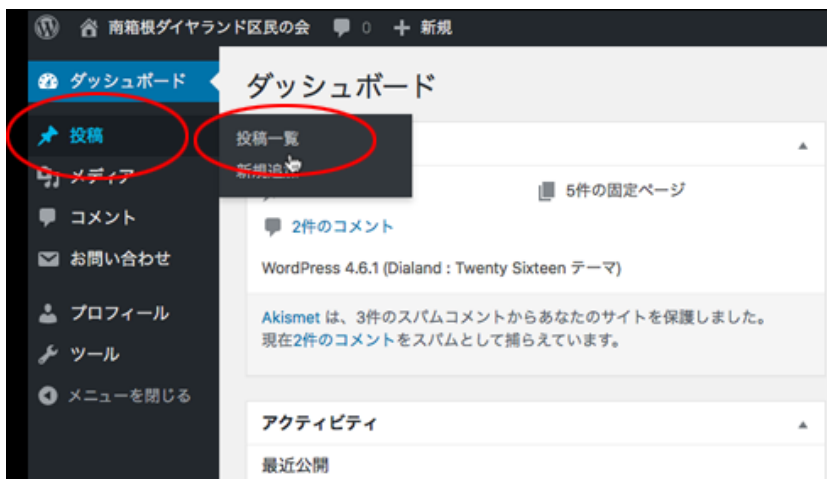 南箱根ダイヤランド区民の会 0 + 新規
ダッシュボード
ダッシュボード
投稿
投稿一覧
新規追
メディア
5件の固定ページ
コメント
2件のコメント
お問い合わせ
WordPress 4.6.1 (Dialand : Twenty Sixteen テーマ)
プロフィール
Akismet は、3件のスパムコメントからあなたのサイトを保護しました。
現在2件のコメントをスパムとして捕らえています。
ツール
メニューを閉じる
アクティビティ
最近公開